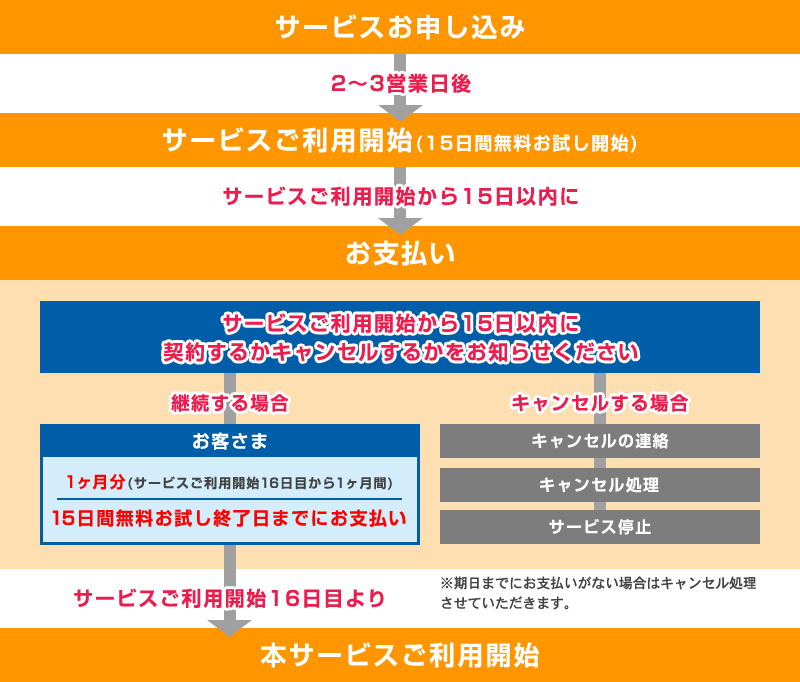 サービスお申し込み
2〜3営業日後
サービスご利用開始(15日間無料お試し開始)
サービスご利用開始から15日以内に
お支払い
サービスご利用開始から15日以内に
契約するかキャンセルするかをお知らせください
継続する場合
お客さま
1ヶ月分(サービスご利用開始16日目から1ヶ月間)
15日間無料お試し終了日までにお支払い
キャンセルする場合
キャンセルの連絡
キャンセル処理
サービス停止
※期日までにお支払いがない場合はキャンセル処理
させていただきます。
サービスご利用開始16日目より
本サービスご利用開始